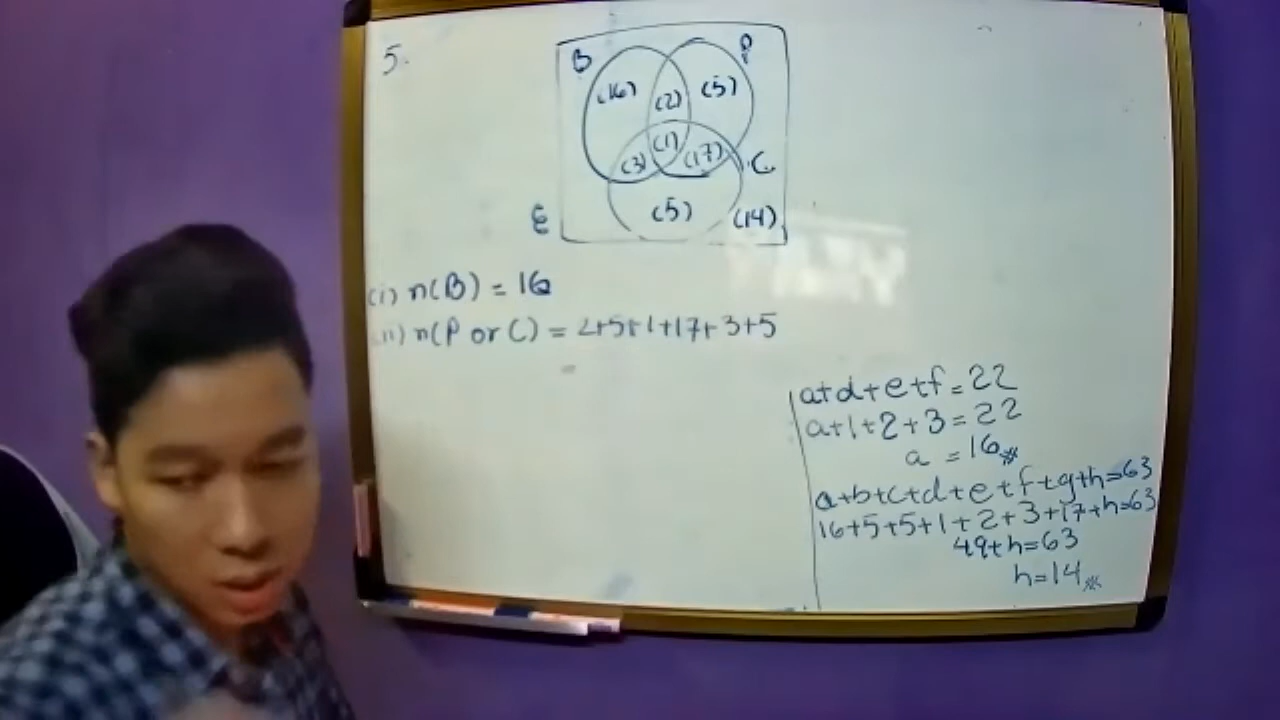 5.
B
P
(16)
(2)
(5)
(1)
(3)
(17)
C
(5)
(14)
ℰ
(i) n(B) = 16
(ii) n(P or C) = 2+5+1+17+3+5
a+d+e+f = 22
a+1+2+3 = 22
a = 16
a+b+c+d+e+f+g+h=63
16+5+5+1+2+3+17+h=63
49+h=63
h=14